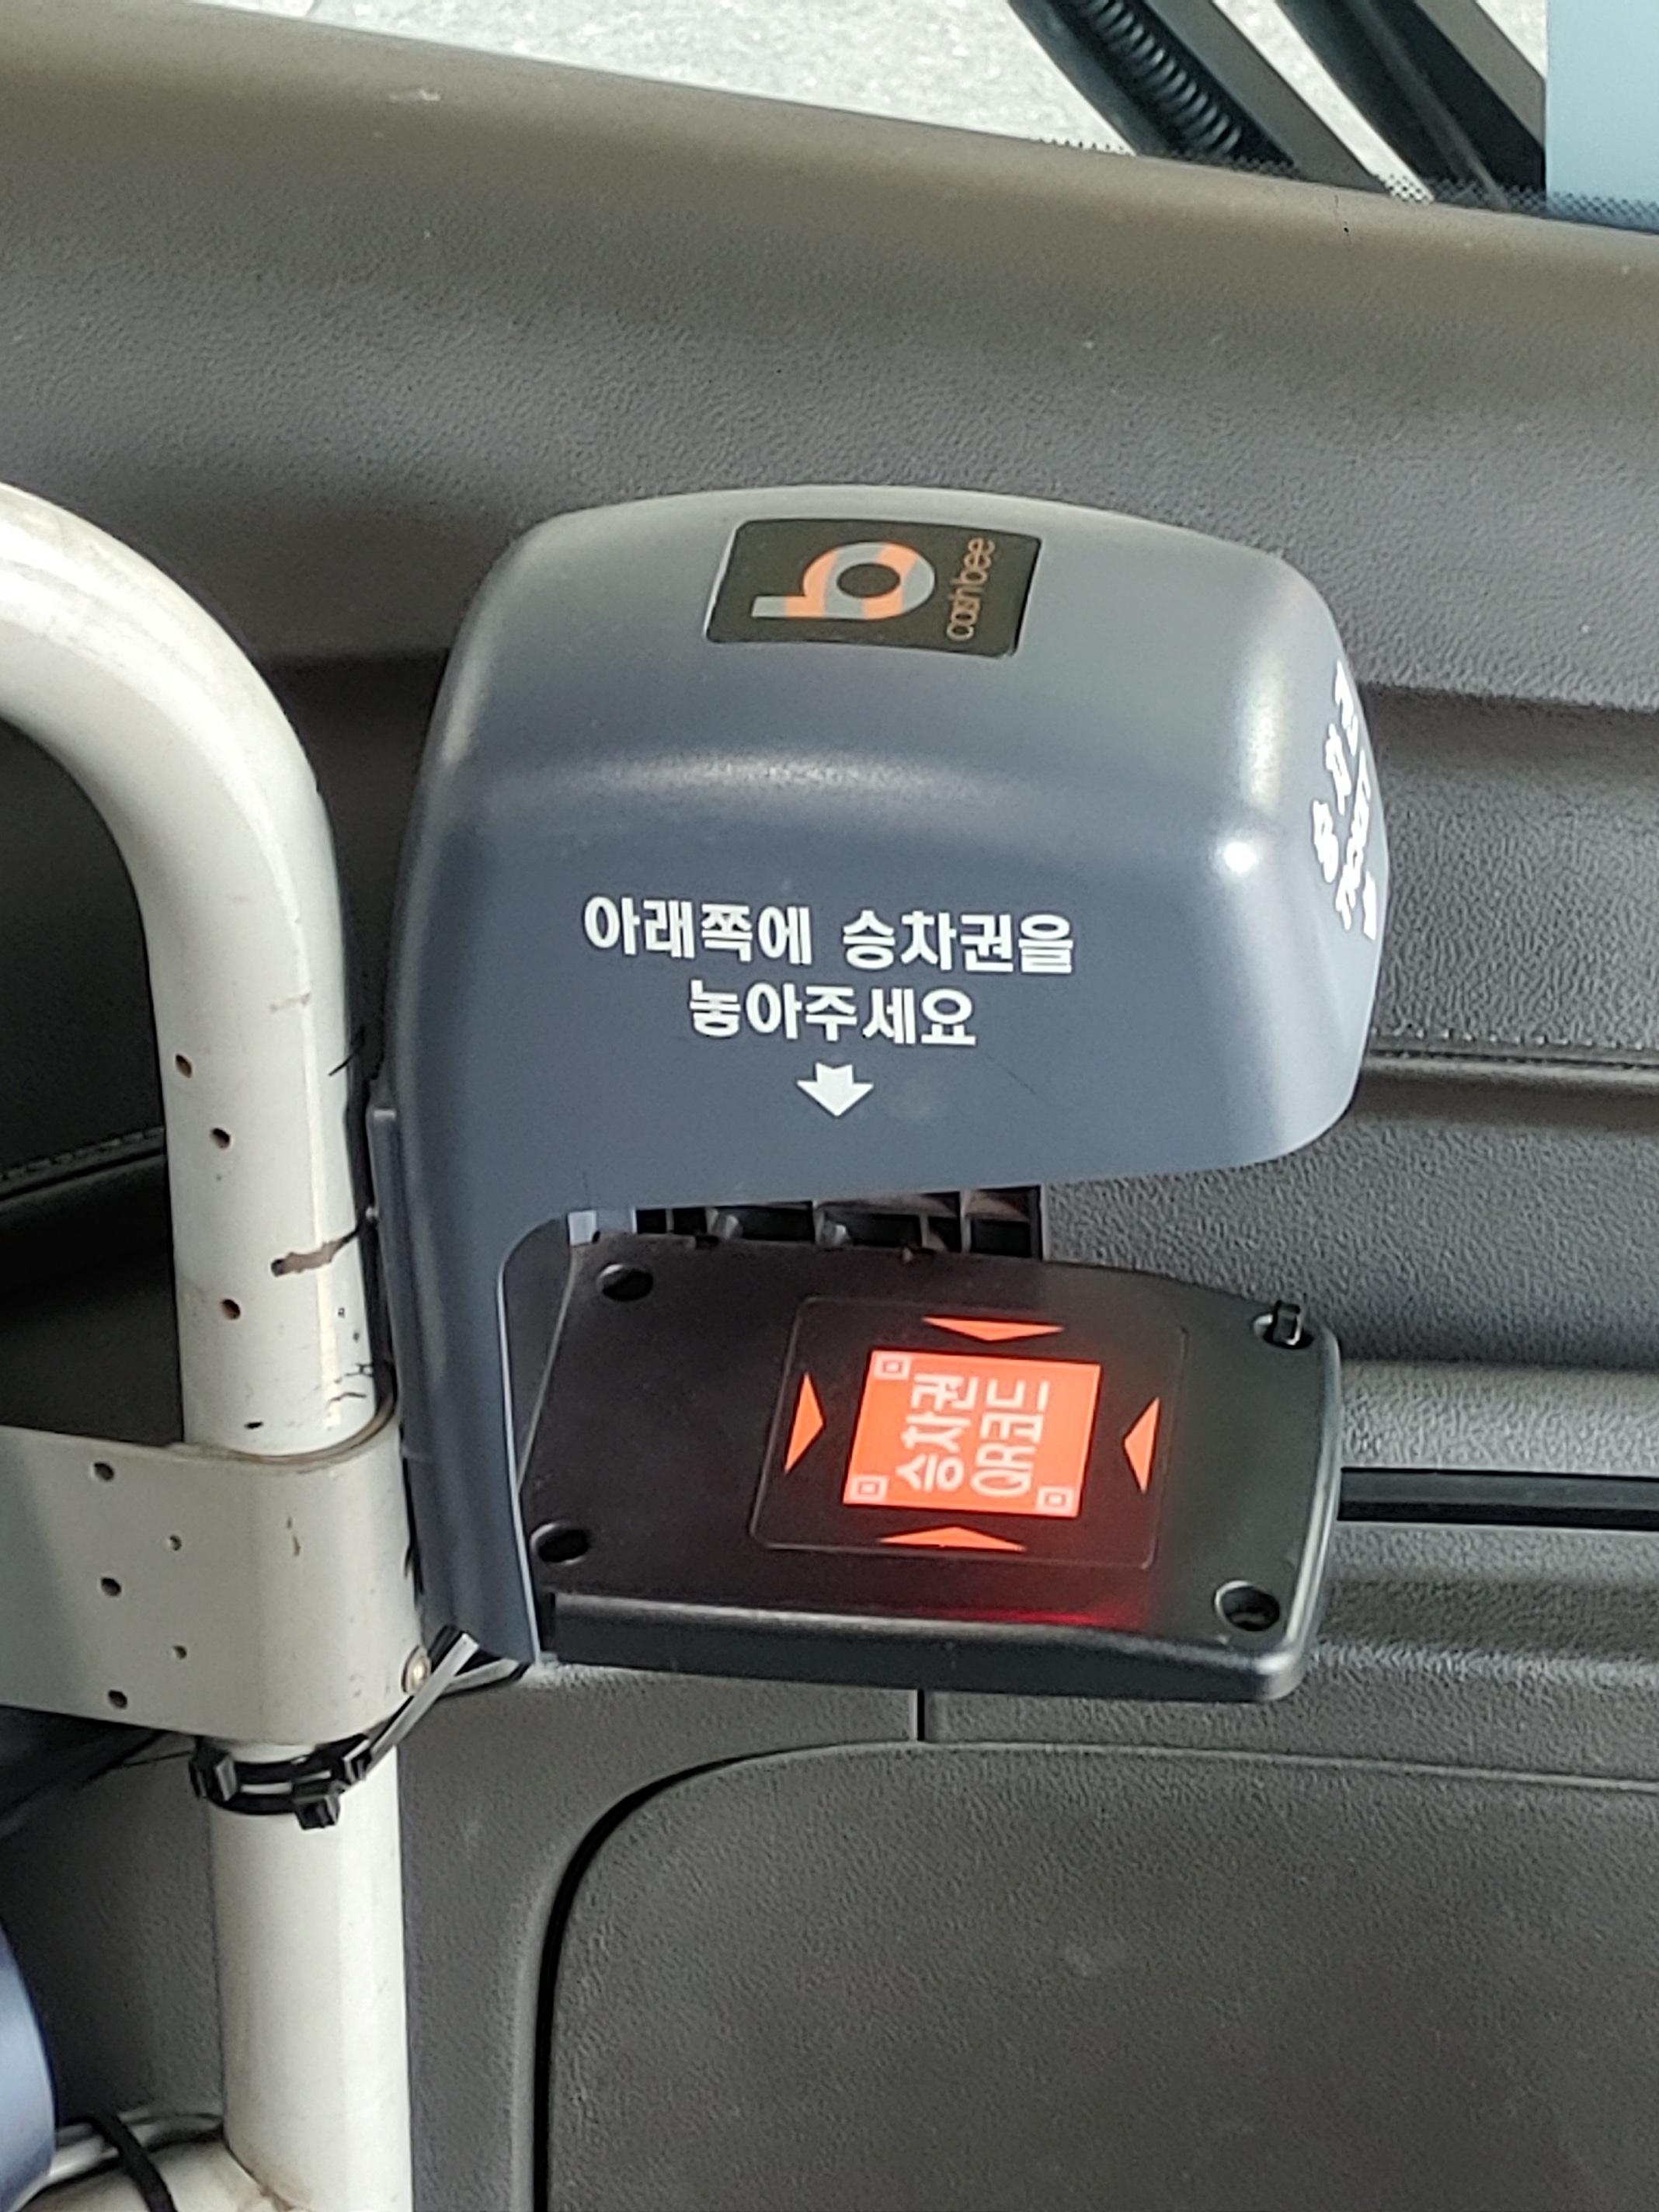 b
cashbee
아래쪽에 승차권을
놓아주세요
승차권
QR코드